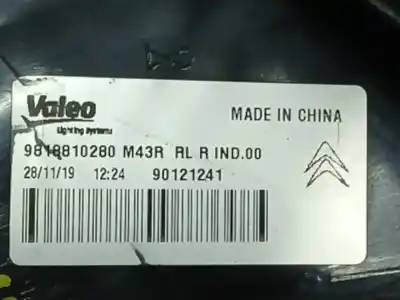 Valeo
Lighting Systems
MADE IN CHINA
9818810280 M43R RL R IND.00
28/11/19 12:24 90121241